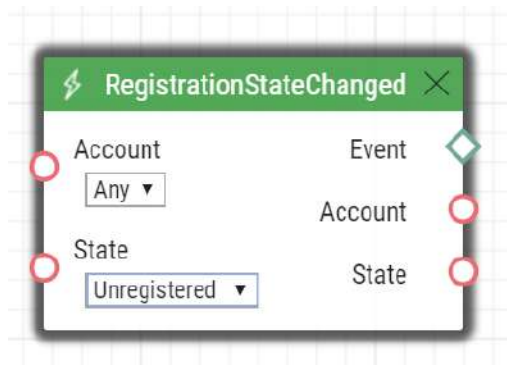 RegistrationStateChanged
Account
Any
State
Unregistered
Event
Account
State